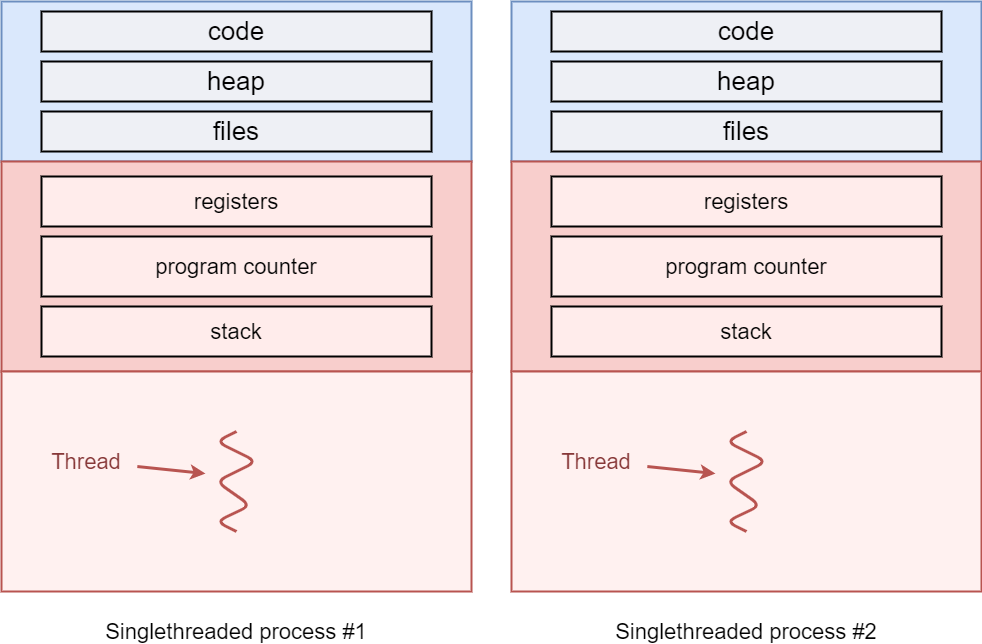 code
heap
files
registers
program counter
stack
Thread
Singlethreaded process #1
code
heap
files
registers
program counter
stack
Thread
Singlethreaded process #2